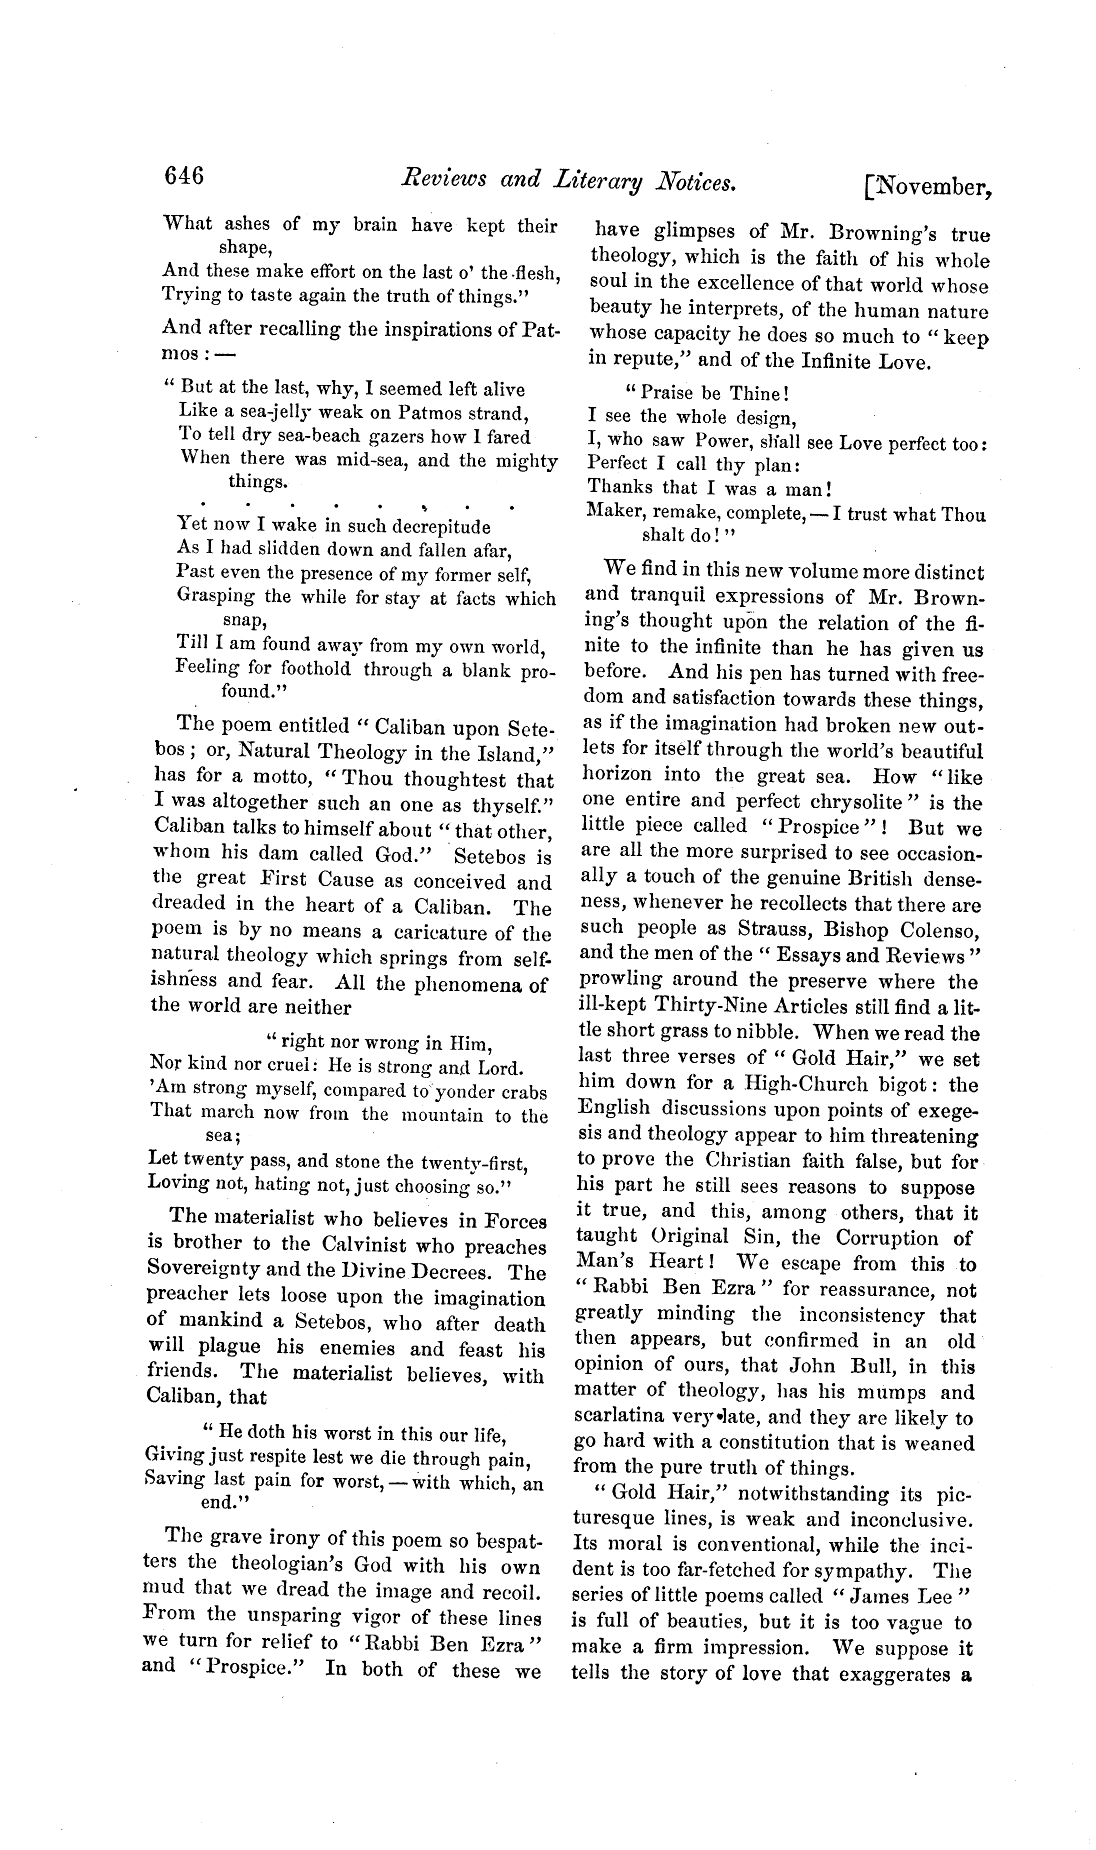 646 Reviews and Literary Notices. [November,
What ashes of my brain have kept their
shape,
And these make effort on the last o' the flesh,
Trying to taste again the truth of things."
And after recalling the inspirations of Pat-
mos : —
" But at the last, why, I seemed left alive
Like a sea-jelly weak on Patmos strand,
To tell dry sea-beach gazers how I fared
When there was mid-sea, and the mighty
things.
. . . . . . . .
Yet now I wake in such decrepitude
As I had slidden down and fallen afar,
Past even the presence of my former self,
Grasping the while for stay at facts which
snap,
Till I am found away from my own world,
Feeling for foothold through a blank pro-
found."
The poem entitled " Caliban upon Sete-
bos ; or, Natural Theology in the Island,"
has for a motto, " Thou thoughtest that
I was altogether such an one as thyself."
Caliban talks to himself about " that other,
whom his dam called God." Setebos is
the great First Cause as conceived and
dreaded in the heart of a Caliban. The
poem is by no means a caricature of the
natural theology which springs from self-
ishness and fear. All the phenomena of
the world are neither
" right nor wrong in Him,
Nor kind nor cruel : He is strong and Lord.
'Am strong myself, compared to yonder crabs
That march now from the mountain to the
sea ;
Let twenty pass, and stone the twenty-first,
Loving not, hating not, just choosing so."
The materialist who believes in Forces
is brother to the Calvinist who preaches
Sovereignty and the Divine Decrees. The
preacher lets loose upon the imagination
of mankind a Setebos, who after death
will plague his enemies and feast his
friends. The materialist believes, with
Caliban, that
" He doth his worst in this our life,
Giving just respite lest we die through pain,
Saving last pain for worst, — with which, an
end."
The grave irony of this poem so bespat-
ters the theologian's God with his own
mud that we dread the image and recoil.
From the unsparing vigor of these lines
we turn for relief to " Rabbi Ben Ezra "
and " Prospice." In both of these we
have glimpses of Mr. Browning's true
theology, which is the faith of his whole
soul in the excellence of that world whose
beauty he interprets, of the human nature
whose capacity he does so much to " keep
in repute," and of the Infinite Love.
" Praise be Thine !
I see the whole design,
I, who saw Power, shall see Love perfect too :
Perfect I call thy plan :
Thanks that I was a man !
Maker, remake, complete, — I trust what Thou
shalt do ! "
We find in this new volume more distinct
and tranquil expressions of Mr. Brown-
ing's thought upon the relation of the fi-
nite to the infinite than he has given us
before. And his pen has turned with free-
dom and satisfaction towards these things,
as if the imagination had broken new out-
lets for itself through the world's beautiful
horizon into the great sea. How " like
one entire and perfect chrysolite " is the
little piece called " Prospice " ! But we
are all the more surprised to see occasion-
ally a touch of the genuine British dense-
ness, whenever he recollects that there are
such people as Strauss, Bishop Colenso,
and the men of the " Essays and Reviews "
prowling around the preserve where the
ill-kept Thirty-Nine Articles still find a lit-
tle short grass to nibble. When we read the
last three verses of " Gold Hair," we set
him down for a High-Church bigot : the
English discussions upon points of exege-
sis and theology appear to him threatening
to prove the Christian faith false, but for
his part he still sees reasons to suppose
it true, and this, among others, that it
taught Original Sin, the Corruption of
Man's Heart ! We escape from this to
" Rabbi Ben Ezra " for reassurance, not
greatly minding the inconsistency that
then appears, but confirmed in an old
opinion of ours, that John Bull, in this
matter of theology, has his mumps and
scarlatina very late, and they are likely to
go hard with a constitution that is weaned
from the pure truth of things.
" Gold Hair," notwithstanding its pic-
turesque lines, is weak and inconclusive.
Its moral is conventional, while the inci-
dent is too far-fetched for sympathy. The
series of little poems called " James Lee "
is full of beauties, but it is too vague to
make a firm impression. We suppose it
tells the story of love that exaggerates a